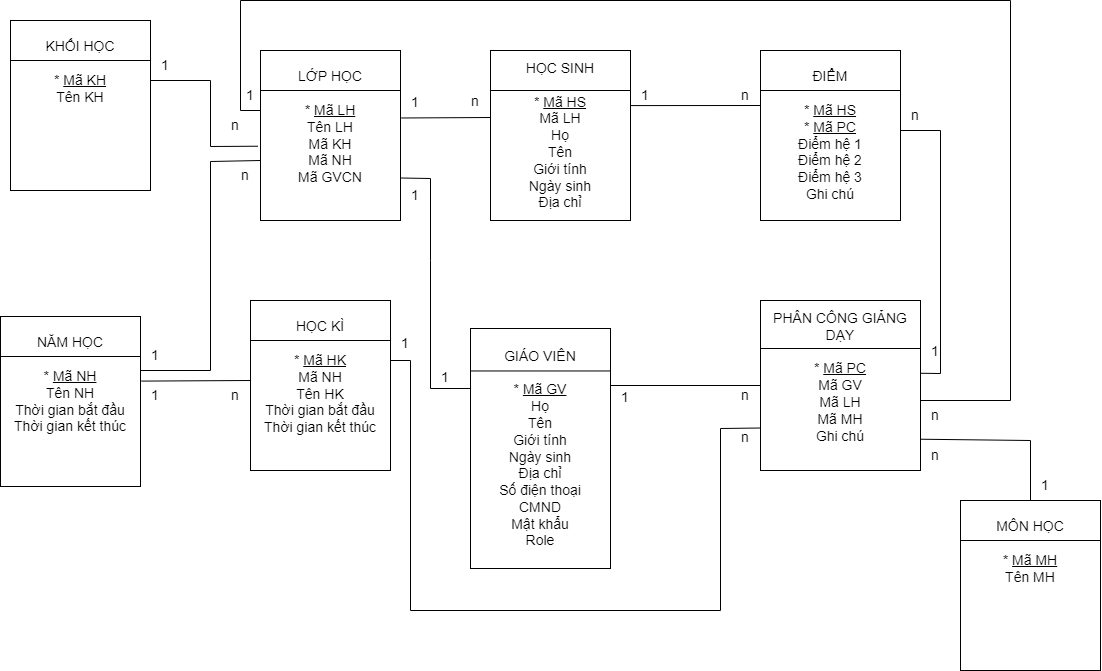 KHỐI HỌC
* Mã KH
Tên KH
1
LỚP HỌC
* Mã LH
Tên LH
Mã KH
Mã NH
Mã GVCN
1
n
n
1
n
1
HỌC SINH
* Mã HS
Mã LH
Họ
Tên
Giới tính
Ngày sinh
Địa chỉ
1
n
ĐIỂM
* Mã HS
* Mã PC
Điểm hệ 1
Điểm hệ 2
Điểm hệ 3
Ghi chú
n
NĂM HỌC
* Mã NH
Tên NH
Thời gian bắt đầu
Thời gian kết thúc
1
1
n
HỌC KÌ
* Mã HK
Mã NH
Tên HK
Thời gian bắt đầu
Thời gian kết thúc
1
1
GIÁO VIÊN
* Mã GV
Họ
Tên
Giới tính
Ngày sinh
Địa chỉ
Số điện thoại
CMND
Mật khẩu
Role
1
n
n
PHÂN CÔNG GIẢNG
DẠY
* Mã PC
Mã GV
Mã LH
Mã MH
Ghi chú
1
n
n
1
MÔN HỌC
* Mã MH
Tên MH